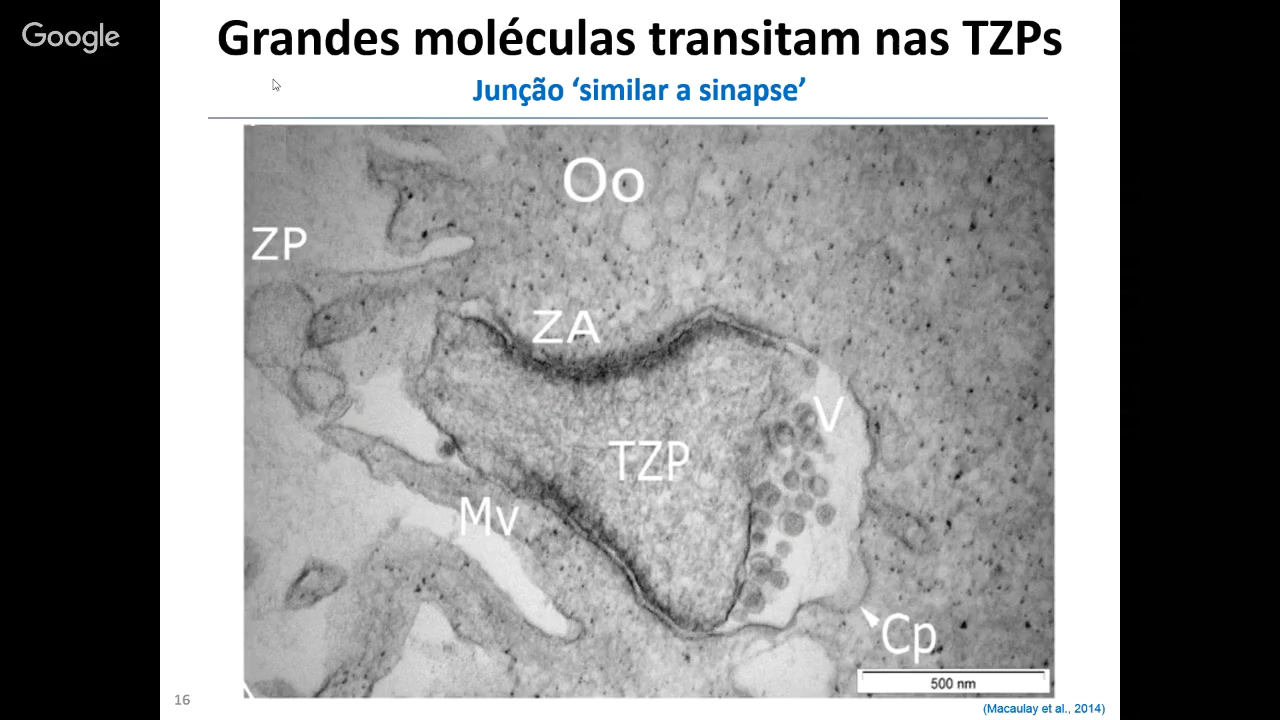 Google
Grandes moléculas transitam nas TZPs
Junção ‘similar a sinapse’
Oo
ZP
ZA
V
TZP
Mv
Cp
500 nm
16
(Macaulay et al., 2014)